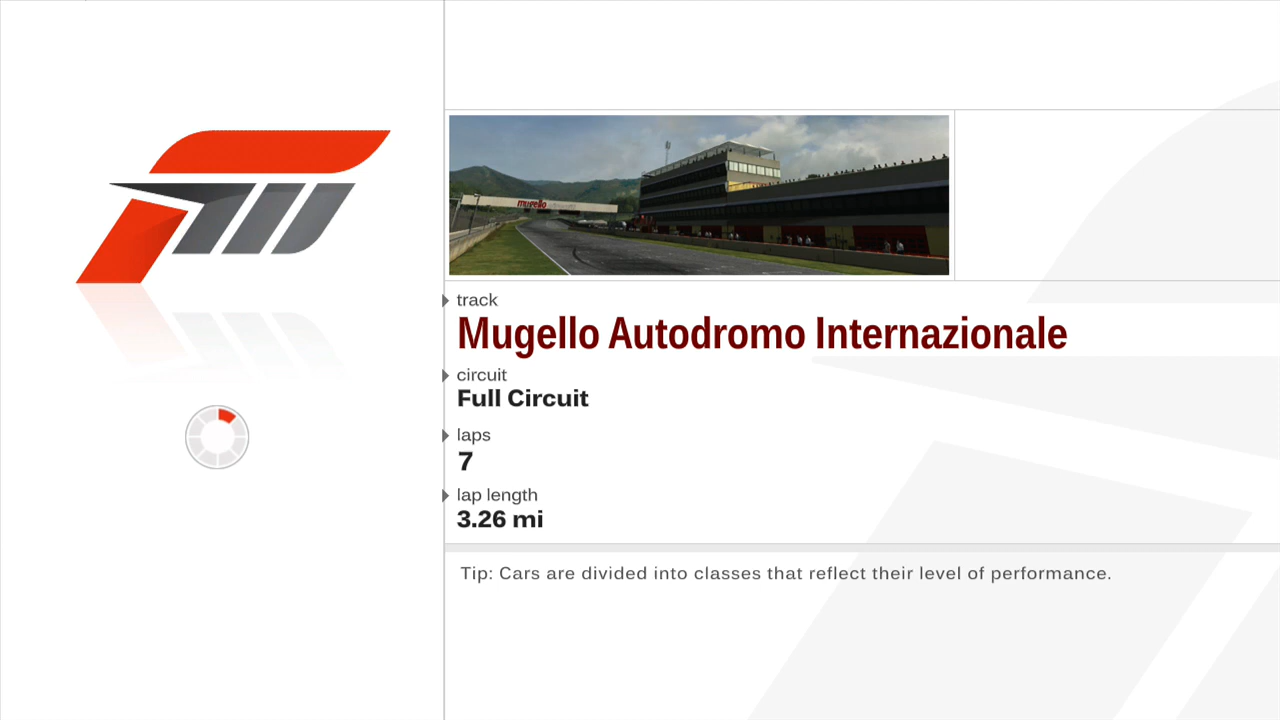 mugello
track
Mugello Autodromo Internazionale
circuit
Full Circuit
laps
7
lap length
3.26 mi
Tip: Cars are divided into classes that reflect their level of performance.